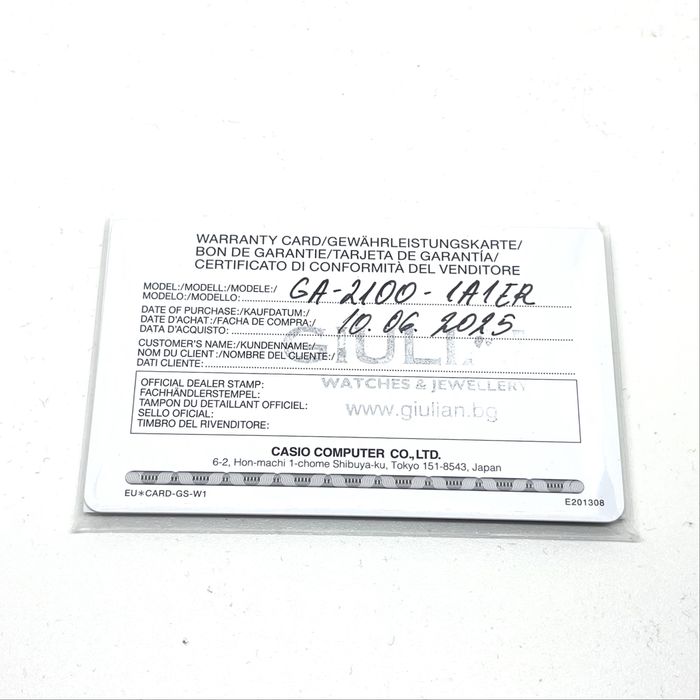 WARRANTY CARD/GEWÄHRLEISTUNGSKARTE/
BON DE GARANTIE/TARJETA DE GARANTÍA/
CERTIFICATO DI CONFORMITÀ DEL VENDITORE
MODEL:/MODELL:/MODELE:/
MODELO:/MODELLO: GA-2100-1A1ER
DATE OF PURCHASE:/KAUFDATUM:/
DATE D'ACHAT:/FACHA DE COMPRA:/ 10.06.2025
DATA D'ACQUISTO:
GIULI
CUSTOMER'S NAME:/KUNDENNAME:/
NOM DU CLIENT:/NOMBRE DEL CLIENTE:/
DATI CLIENTE:
WATCHES & JEWELLERY
www.giulian.bg
OFFICIAL DEALER STAMP:
FACHHÄNDLERSTEMPEL:
TAMPON DU DETAILLANT OFFICIEL:
SELLO OFICIAL:
TIMBRO DEL RIVENDITORE:
CASIO COMPUTER CO.,LTD.
6-2, Hon-machi 1-chome Shibuya-ku, Tokyo 151-8543, Japan
EU*CARD-GS-W1
E201308